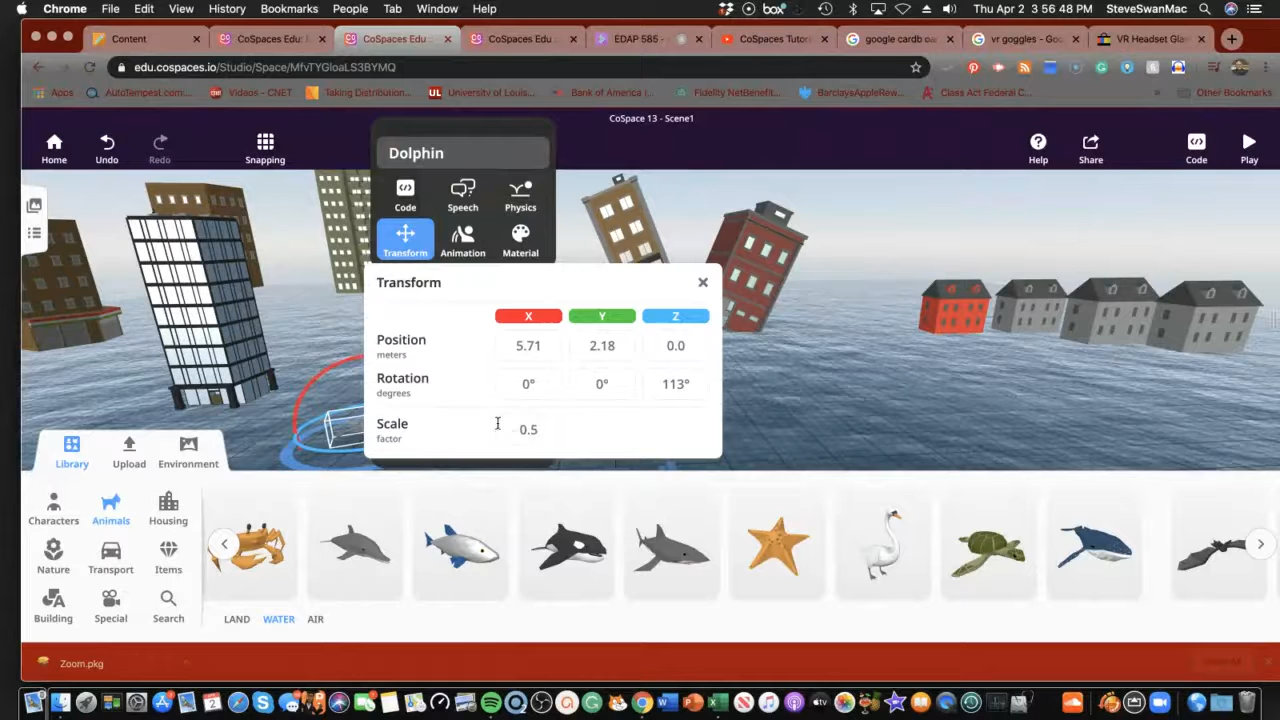 Chrome File Edit View History Bookmarks People Tab Window Help
box
Thu Apr 2 3 56 48 PM SteveSwanMac
Content
CoSpaces Edu: M
CoSpaces Edu
CoSpaces Edu
EDAP 585 -
CoSpaces Tutor
google cardb oa
vr goggles - Goo
VR Headset Gla
edu.cospaces.io/Studio/Space/MfvTYGloaLS3BYMQ
Apps
AutoTempest.com:...
Videos - CNET
Taking Distribution...
UL University of Louis...
Bank of America |...
Fidelity NetBenefit...
BarclaysAppleRew...
Class Act Federal C...
Other Bookmarks
CoSpace 13 - Scene1
Home
Undo
Redo
Snapping
Help
Share
Code
Play
Dolphin
Code
Speech
Physics
Transform
Animation
Material
Transform
X Y Z
Position
meters
5.71 2.18 0.0
Rotation
degrees
0° 0° 113°
Scale
factor
0.5
Library
Upload
Environment
Characters
Animals
Housing
Nature
Transport
Items
Building
Special
Search
LAND WATER AIR
Zoom.pkg